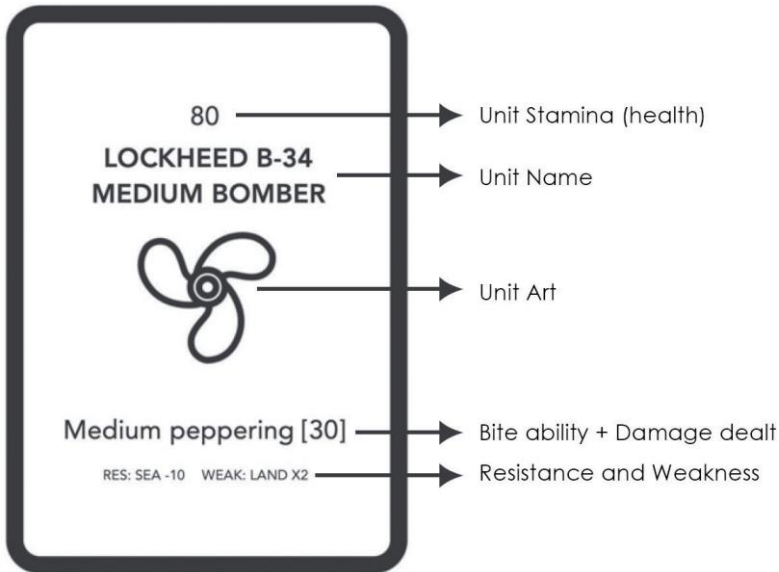 80
Unit Stamina (health)
LOCKHEED B-34
MEDIUM BOMBER
Unit Name
Unit Art
Medium peppering [30]
Bite ability + Damage dealt
RES: SEA -10 WEAK: LAND X2
Resistance and Weakness